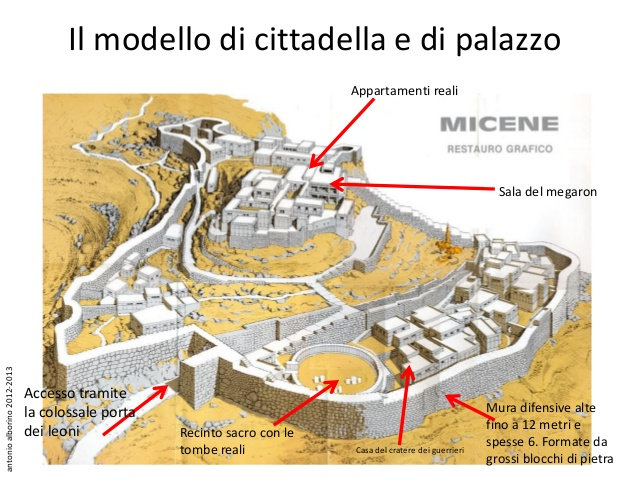 Il modello di cittadella e di palazzo
Appartamenti reali
MICENE
RESTAURO GRAFICO
Sala del megaron
Accesso tramite
la colossale porta
dei leoni
Recinto sacro con le
tombe reali
Casa del cratere dei guerrieri
Mura difensive alte
fino a 12 metri e
spesse 6. Formate da
grossi blocchi di pietra
antonio alborino 2012-2013